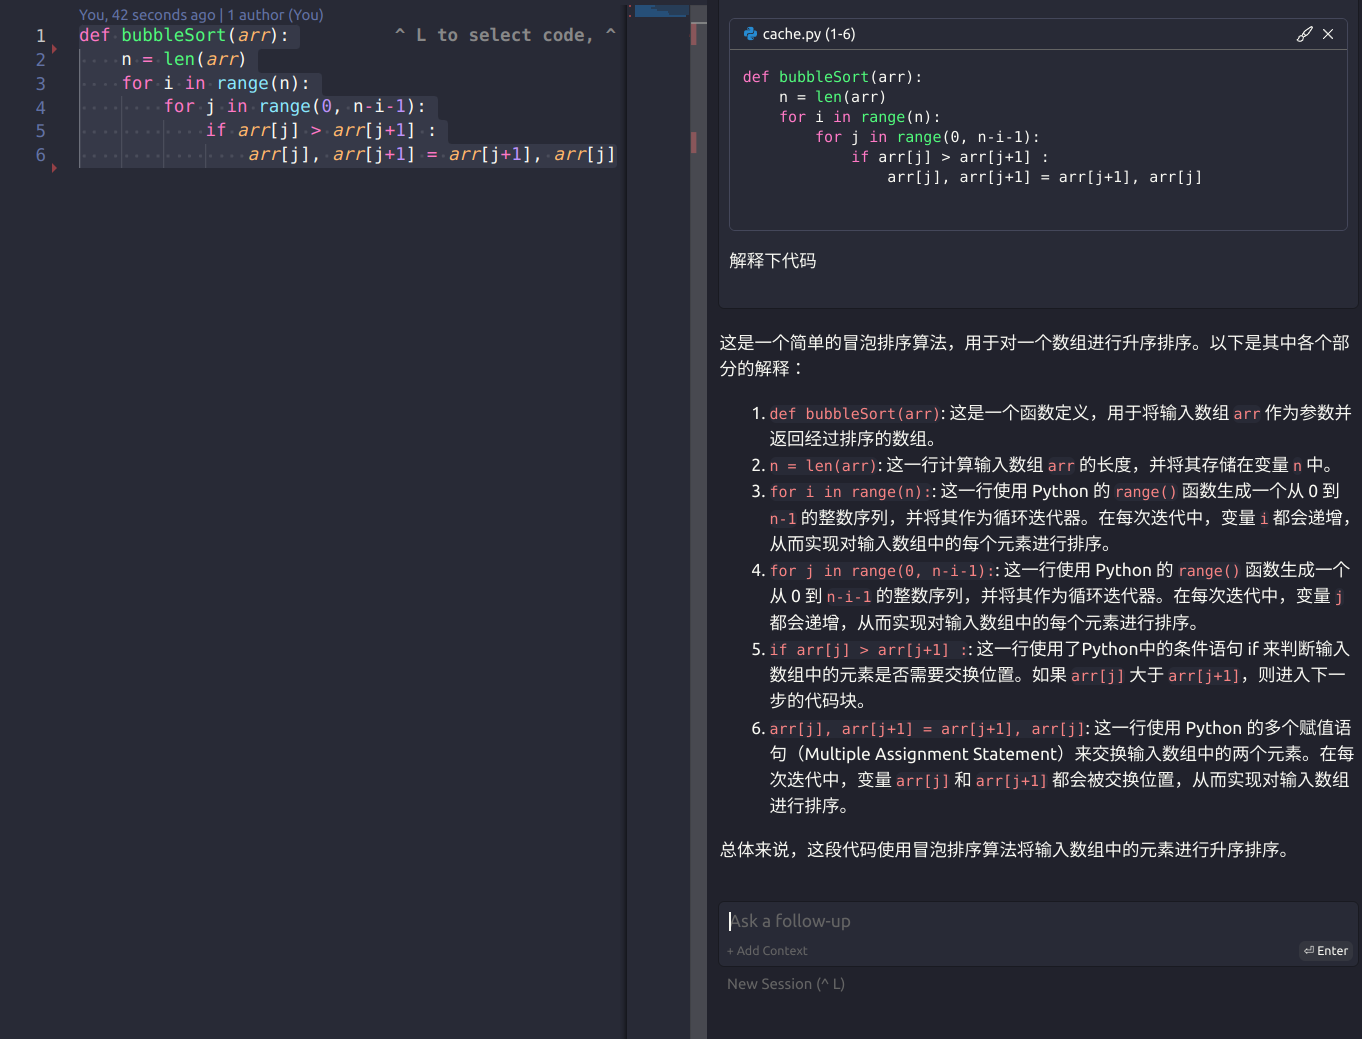 You, 42 seconds ago | 1 author (You)
1 def bubbleSort(arr): ^ L to select code, ^
2 n = len(arr)
3 for i in range(n):
4 for j in range(0, n-i-1):
5 if arr[j] > arr[j+1] :
6 arr[j], arr[j+1] = arr[j+1], arr[j]
cache.py (1-6)
def bubbleSort(arr):
n = len(arr)
for i in range(n):
for j in range(0, n-i-1):
if arr[j] > arr[j+1] :
arr[j], arr[j+1] = arr[j+1], arr[j]
解释下代码
这是一个简单的冒泡排序算法，用于对一个数组进行升序排序。以下是其中各个部
分的解释：
1. def bubbleSort(arr): 这是一个函数定义，用于将输入数组 arr 作为参数并
返回经过排序的数组。
2. n = len(arr): 这一行计算输入数组 arr 的长度，并将其存储在变量 n 中。
3. for i in range(n):: 这一行使用 Python 的 range() 函数生成一个从 0 到
n-1 的整数序列，并将其作为循环迭代器。在每次迭代中，变量 i 都会递增，
从而实现对输入数组中的每个元素进行排序。
4. for j in range(0, n-i-1):: 这一行使用 Python 的 range() 函数生成一个
从 0 到 n-i-1 的整数序列，并将其作为循环迭代器。在每次迭代中，变量 j
都会递增，从而实现对输入数组中的每个元素进行排序。
5. if arr[j] > arr[j+1] :: 这一行使用了Python中的条件语句 if 来判断输入
数组中的元素是否需要交换位置。如果 arr[j] 大于 arr[j+1]，则进入下一
步的代码块。
6. arr[j], arr[j+1] = arr[j+1], arr[j]: 这一行使用 Python 的多个赋值语
句（Multiple Assignment Statement）来交换输入数组中的两个元素。在每
次迭代中，变量 arr[j] 和 arr[j+1] 都会被交换位置，从而实现对输入数组
进行排序。
总体来说，这段代码使用冒泡排序算法将输入数组中的元素进行升序排序。
Ask a follow-up
+ Add Context ⏎ Enter
New Session (^ L)